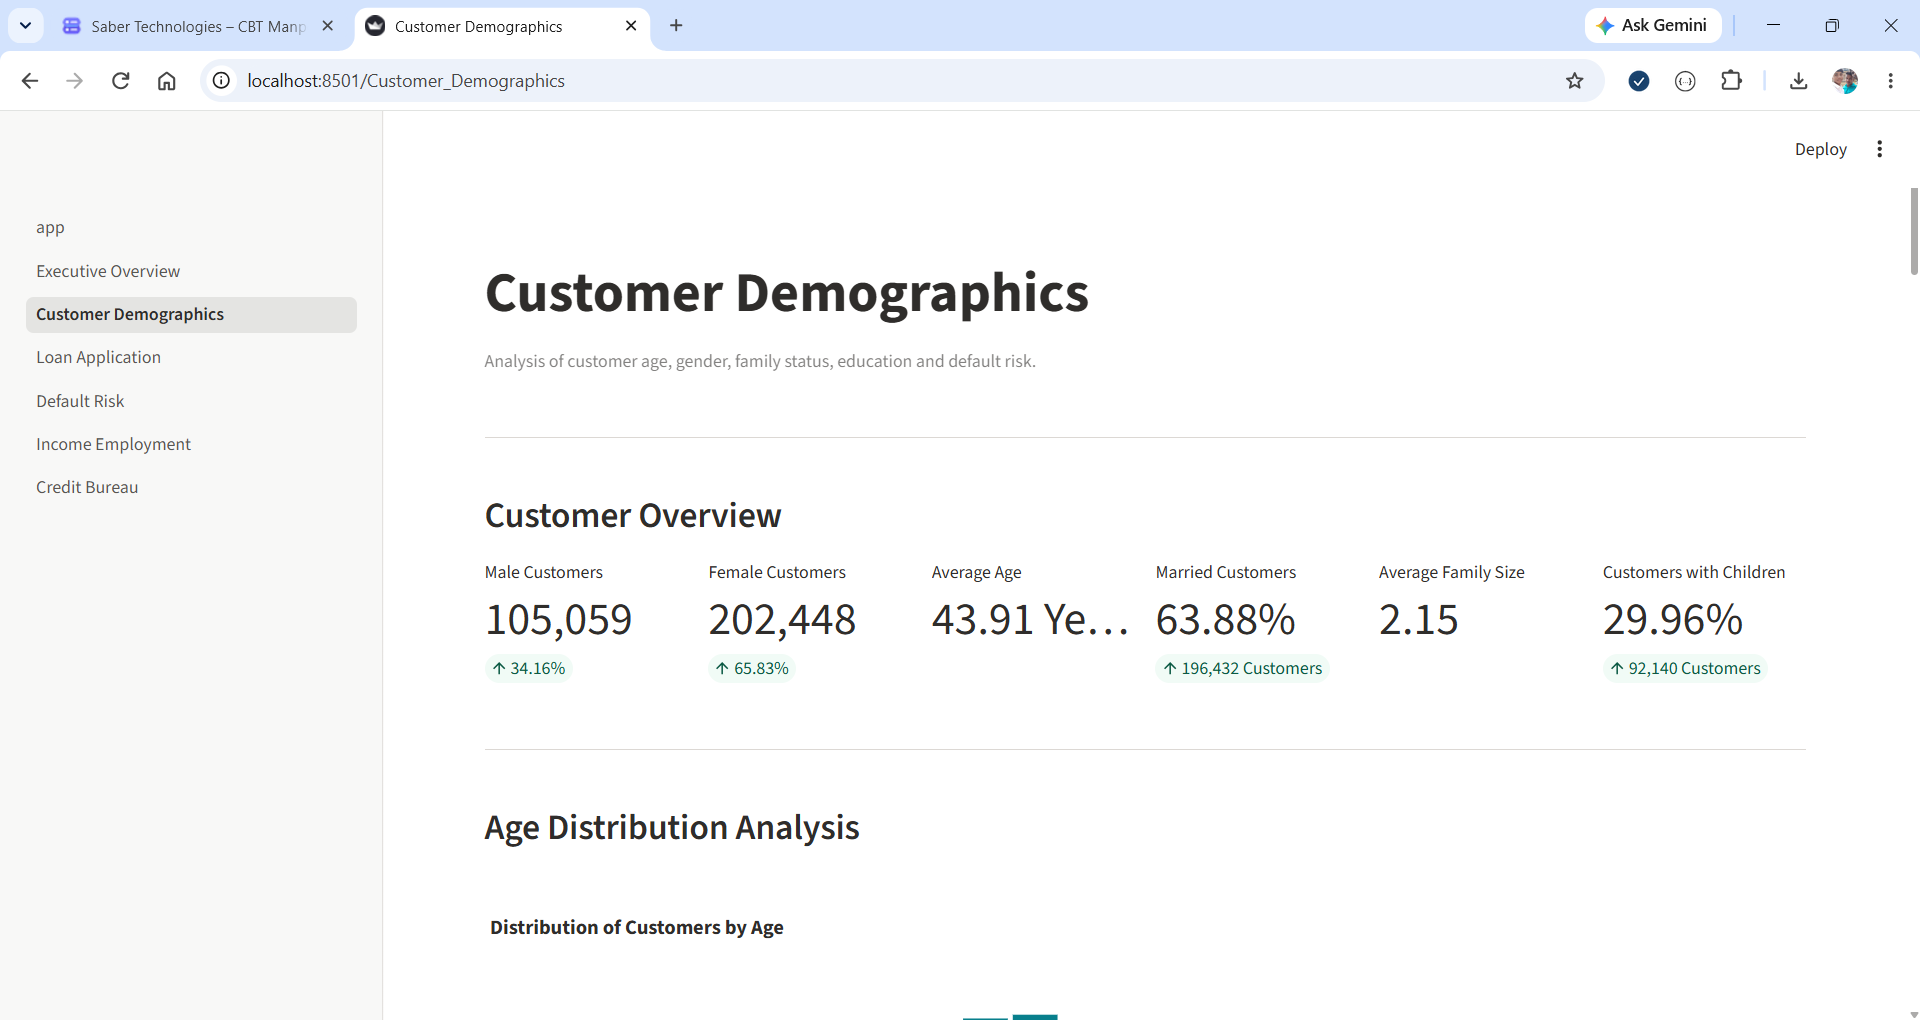 Saber Technologies – CBT Manp
Customer Demographics
Ask Gemini
localhost:8501/Customer_Demographics
Deploy
app
Executive Overview
Customer Demographics
Loan Application
Default Risk
Income Employment
Credit Bureau
Customer Demographics
Analysis of customer age, gender, family status, education and default risk.
Customer Overview
Male Customers
105,059
↑ 34.16%
Female Customers
202,448
↑ 65.83%
Average Age
43.91 Ye...
Married Customers
63.88%
↑ 196,432 Customers
Average Family Size
2.15
Customers with Children
29.96%
↑ 92,140 Customers
Age Distribution Analysis
Distribution of Customers by Age